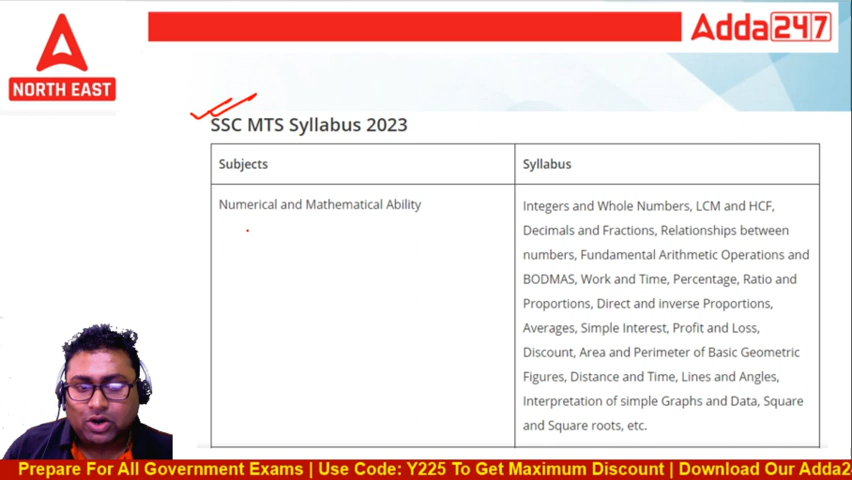 Adda247
NORTH EAST
SSC MTS Syllabus 2023
Subjects
Syllabus
Numerical and Mathematical Ability
Integers and Whole Numbers, LCM and HCF,
Decimals and Fractions, Relationships between
numbers, Fundamental Arithmetic Operations and
BODMAS, Work and Time, Percentage, Ratio and
Proportions, Direct and inverse Proportions,
Averages, Simple Interest, Profit and Loss,
Discount, Area and Perimeter of Basic Geometric
Figures, Distance and Time, Lines and Angles,
Interpretation of simple Graphs and Data, Square
and Square roots, etc.
Prepare For All Government Exams | Use Code: Y225 To Get Maximum Discount | Download Our Adda2